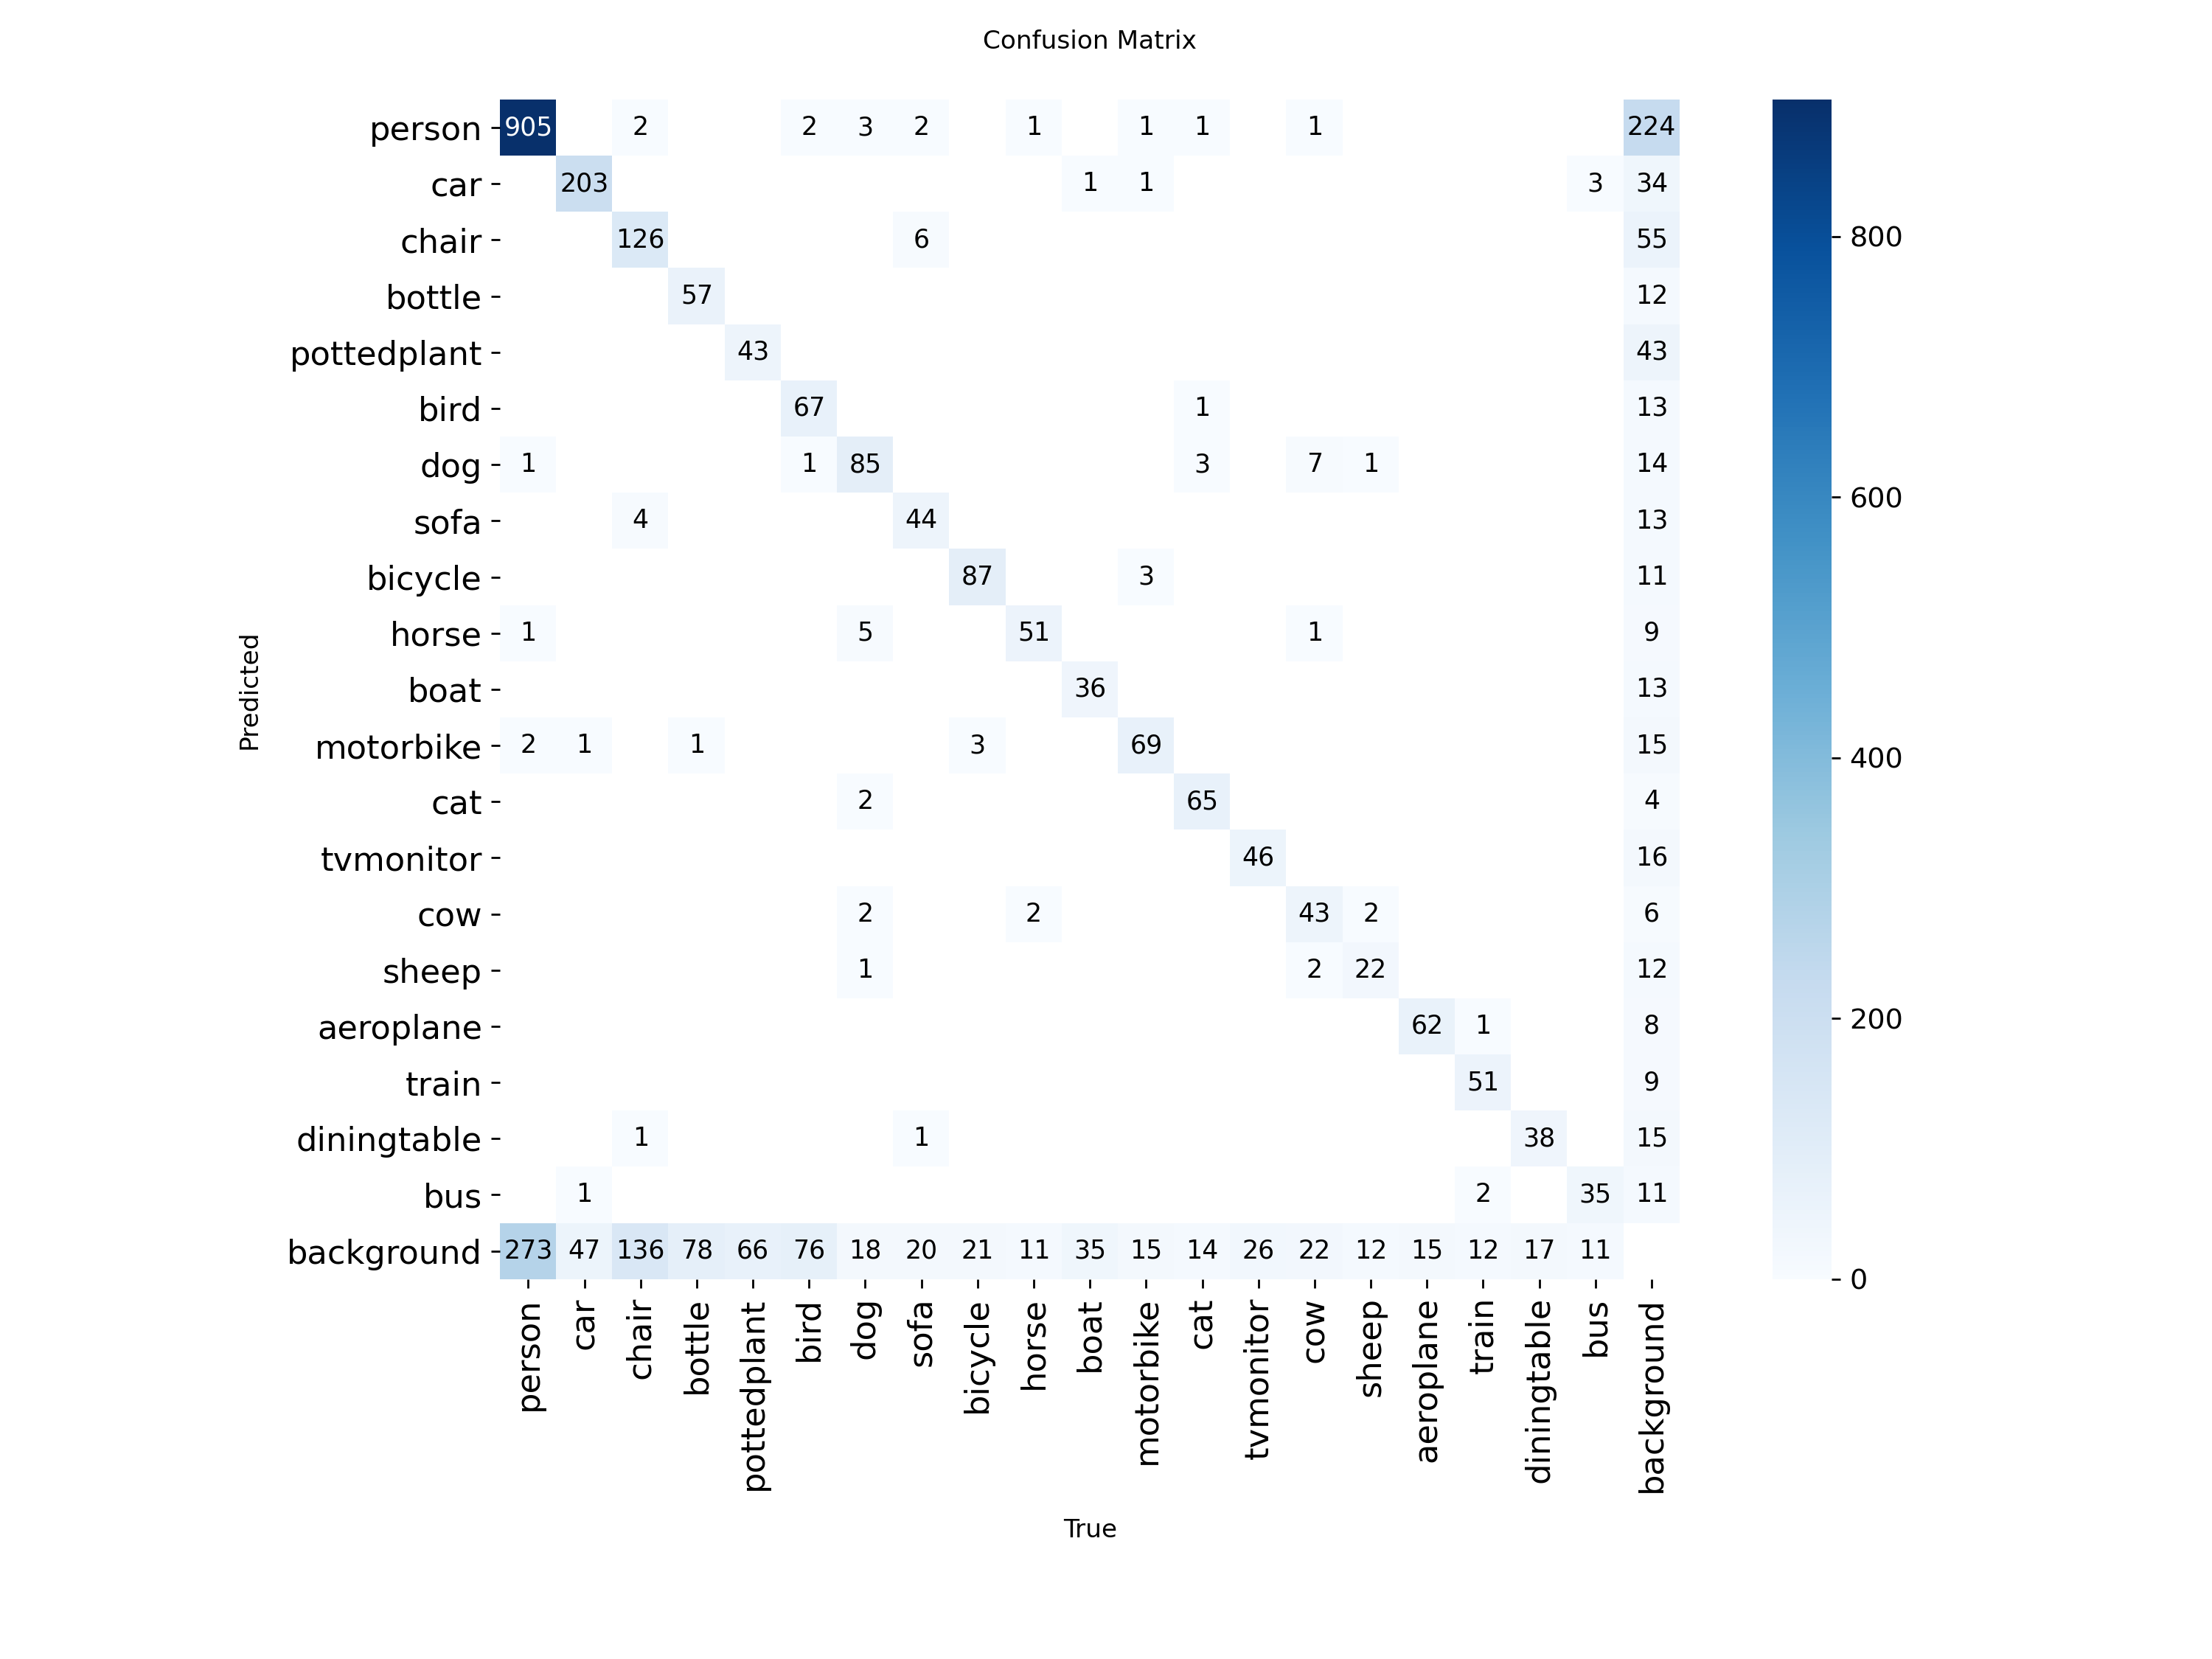 Confusion Matrix
person 905 2 2 3 2 1 1 1 1 224
car 203 1 1 3 34
chair 126 6 55
bottle 57 12
pottedplant 43 43
bird 67 1 13
dog 1 1 85 3 7 1 14
sofa 4 44 13
bicycle 87 3 11
horse 1 5 51 1 9
boat 36 13
motorbike 2 1 1 3 69 15
cat 2 65 4
tvmonitor 46 16
cow 2 2 43 2 6
sheep 1 2 22 12
aeroplane 62 1 8
train 51 9
diningtable 1 1 38 15
bus 1 2 35 11
background 273 47 136 78 66 76 18 20 21 11 35 15 14 26 22 12 15 12 17 11
person car chair bottle pottedplant bird dog sofa bicycle horse boat motorbike cat tvmonitor cow sheep aeroplane train diningtable bus background
True
Predicted
800
600
400
200
0